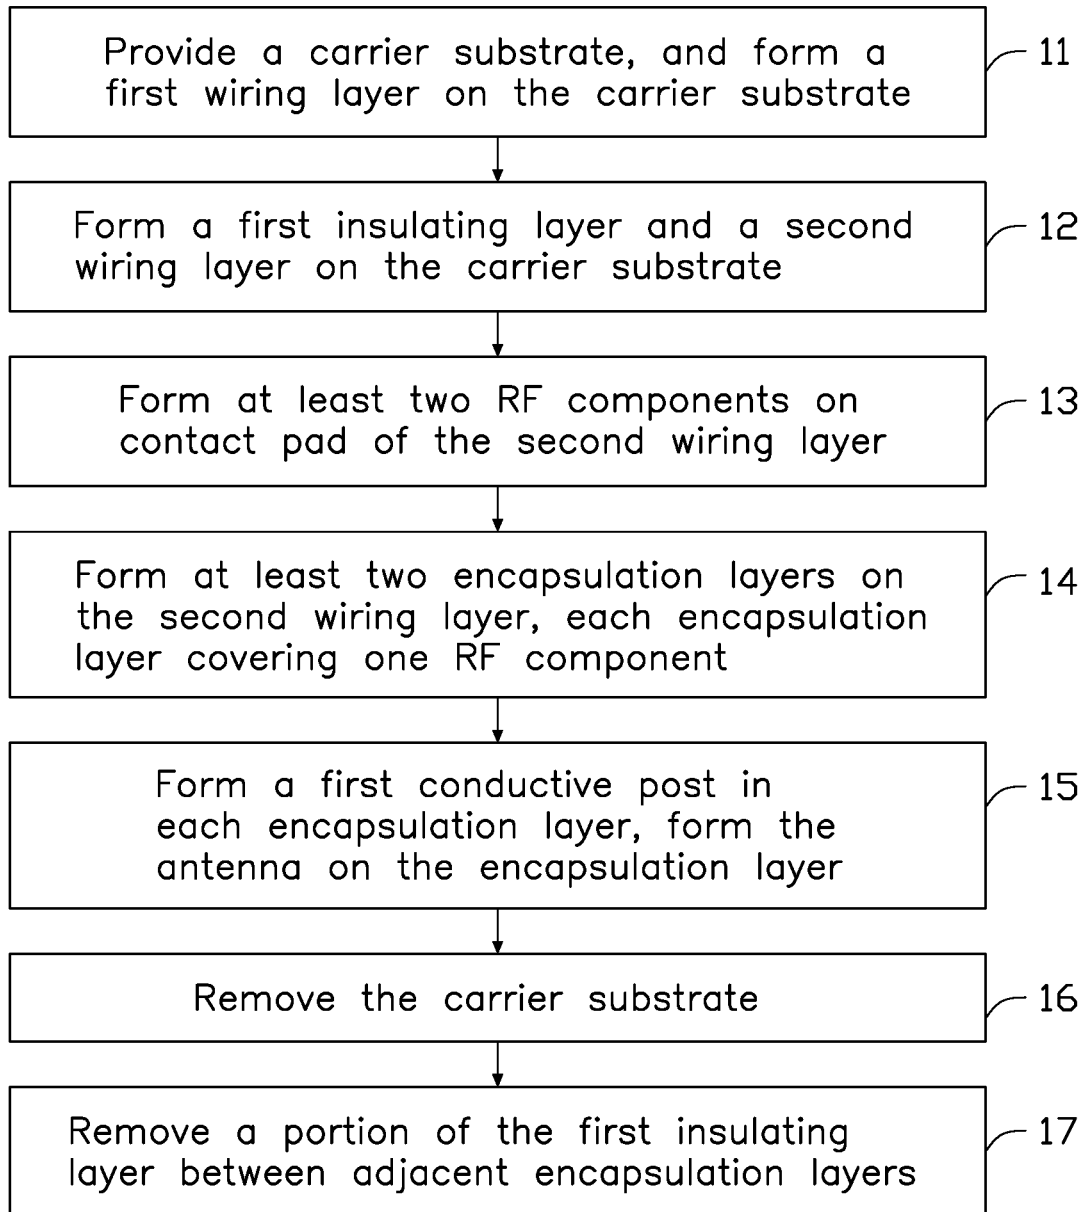 Provide a carrier substrate, and form a
first wiring layer on the carrier substrate
11
Form a first insulating layer and a second
wiring layer on the carrier substrate
12
Form at least two RF components on
contact pad of the second wiring layer
13
Form at least two encapsulation layers on
the second wiring layer, each encapsulation
layer covering one RF component
14
Form a first conductive post in
each encapsulation layer, form the
antenna on the encapsulation layer
15
Remove the carrier substrate
16
Remove a portion of the first insulating
layer between adjacent encapsulation layers
17